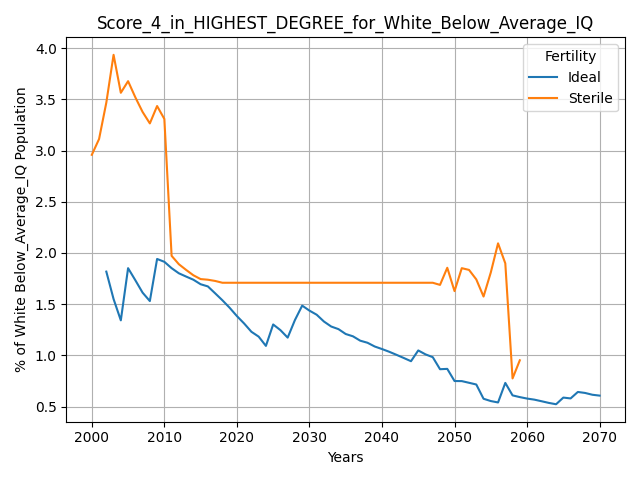 Score_4_in_HIGHEST_DEGREE_for_White_Below_Average_IQ
% of White Below_Average_IQ Population
4.0
3.5
3.0
2.5
2.0
1.5
1.0
0.5
Fertility
Ideal
Sterile
2000 2010 2020 2030 2040 2050 2060 2070
Years